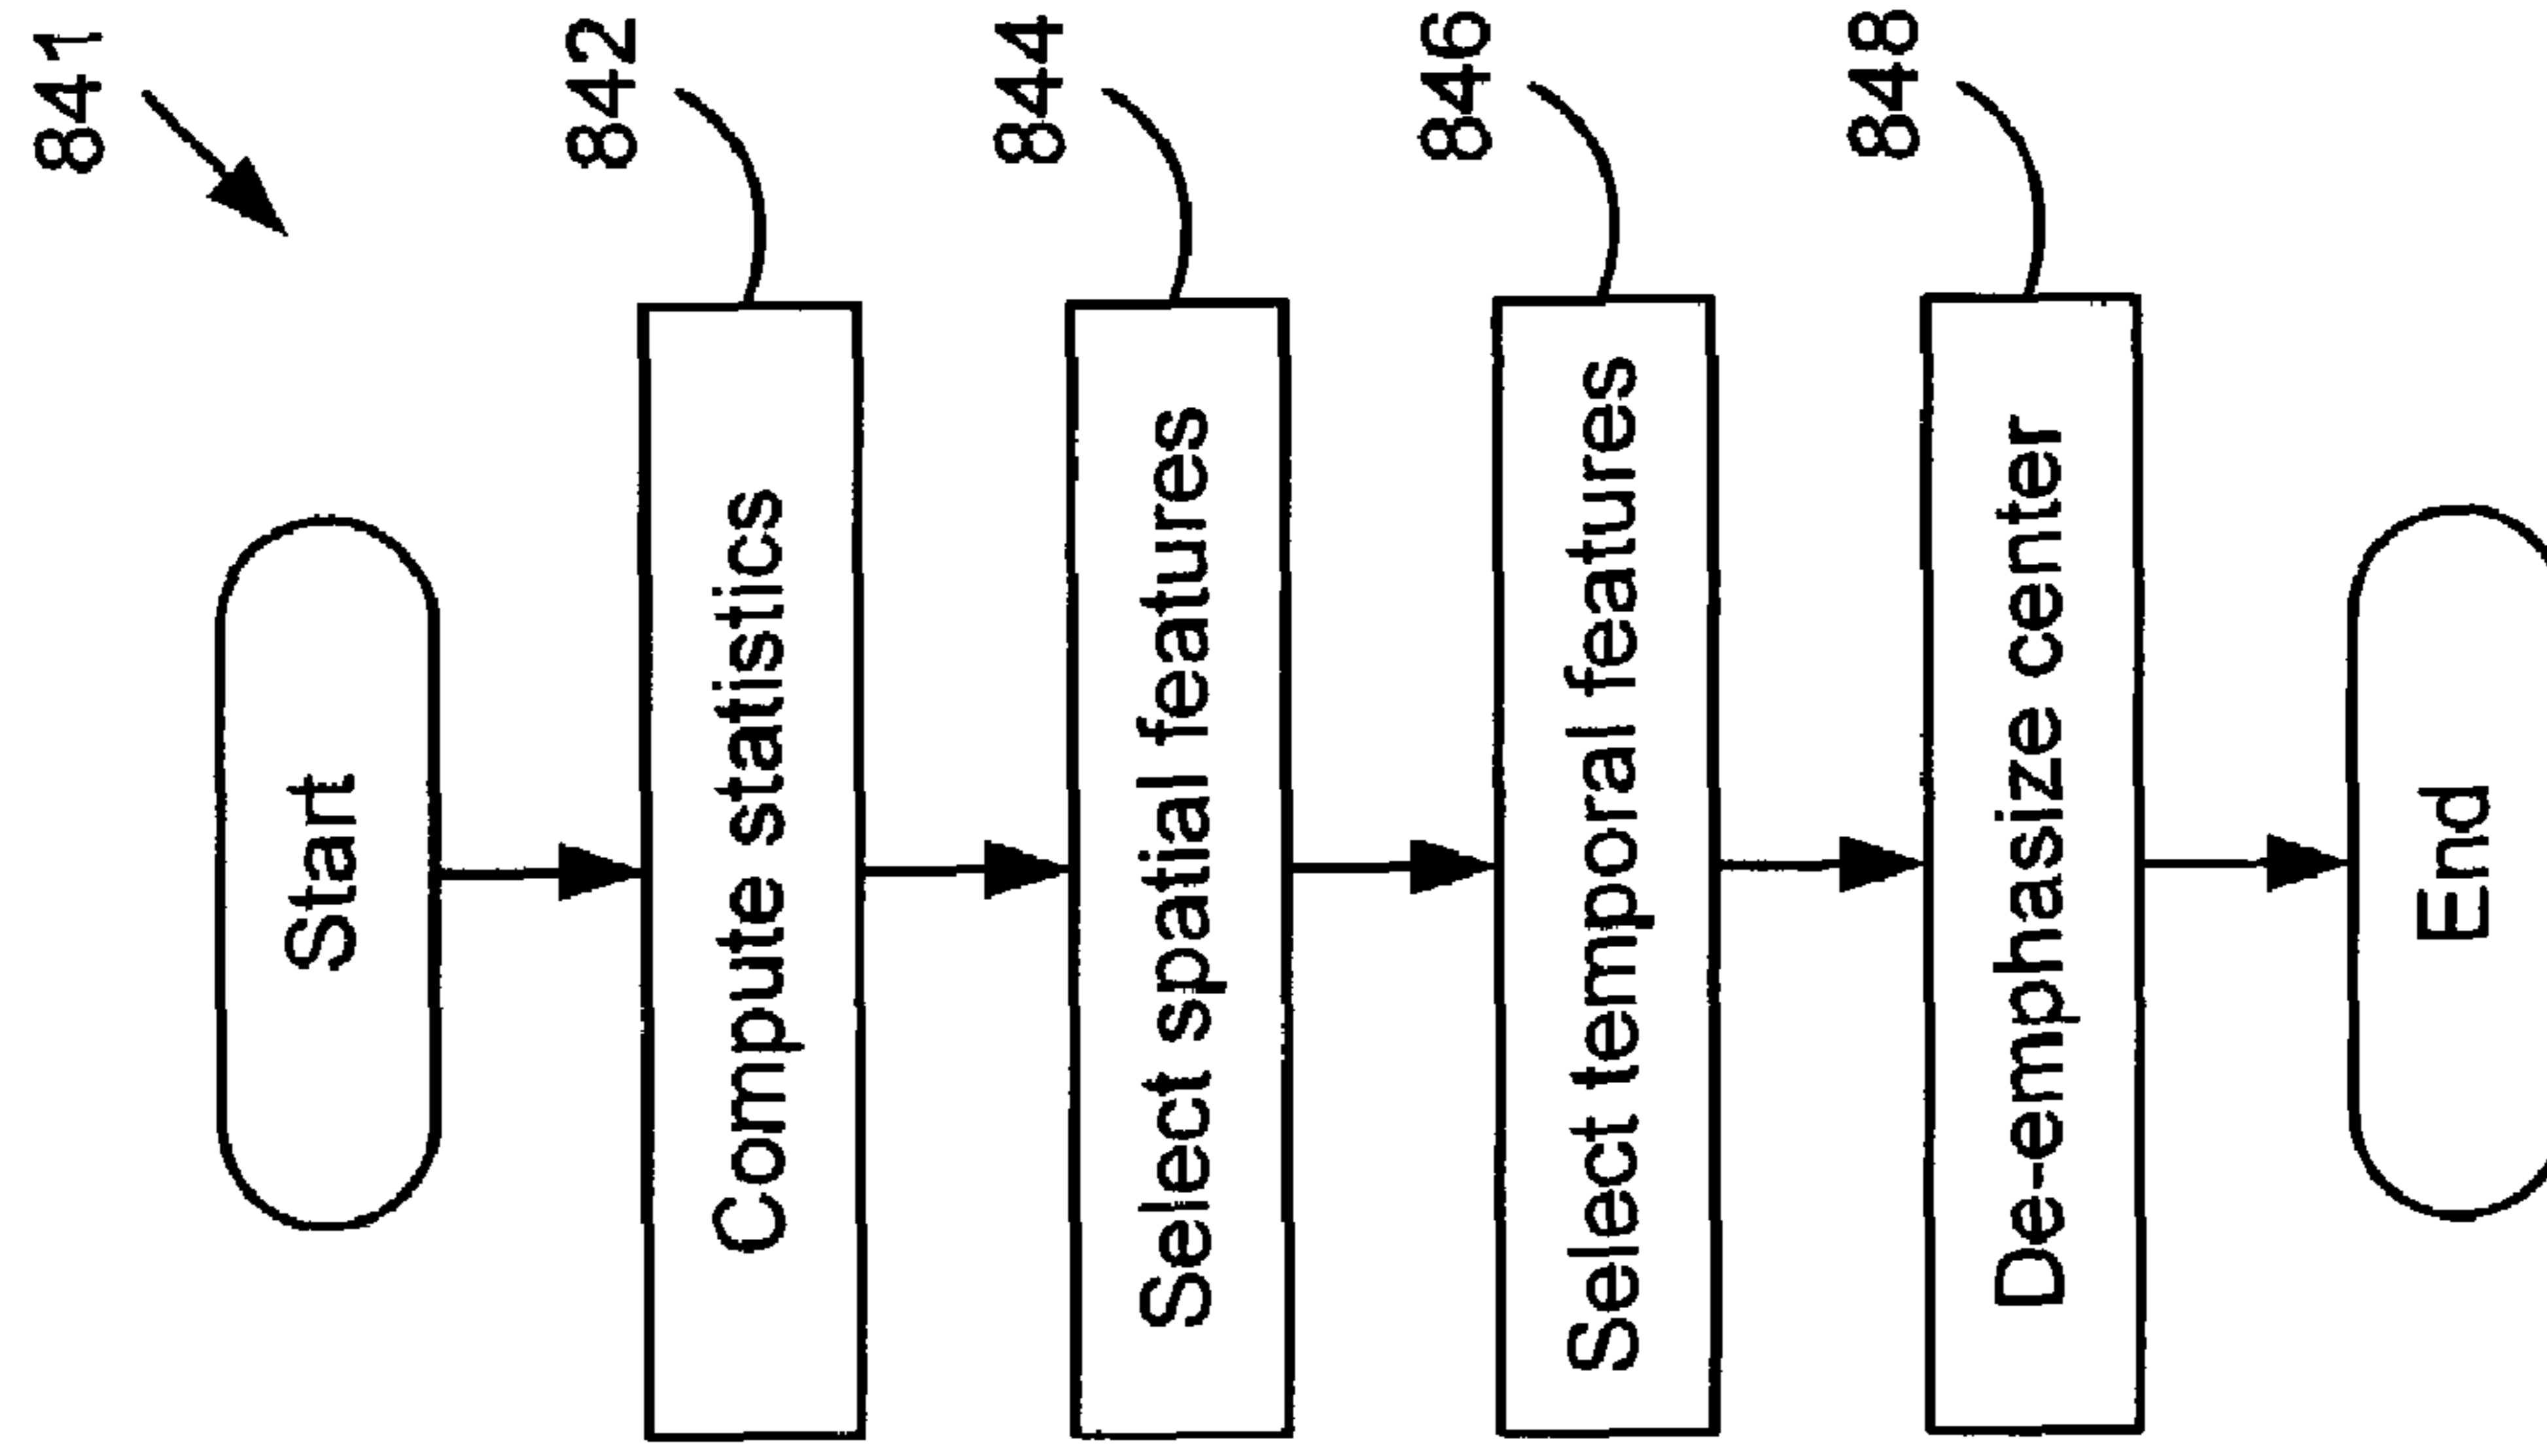 841
Start
Compute statistics
842
Select spatial features
844
Select temporal features
846
De-emphasize center
848
End